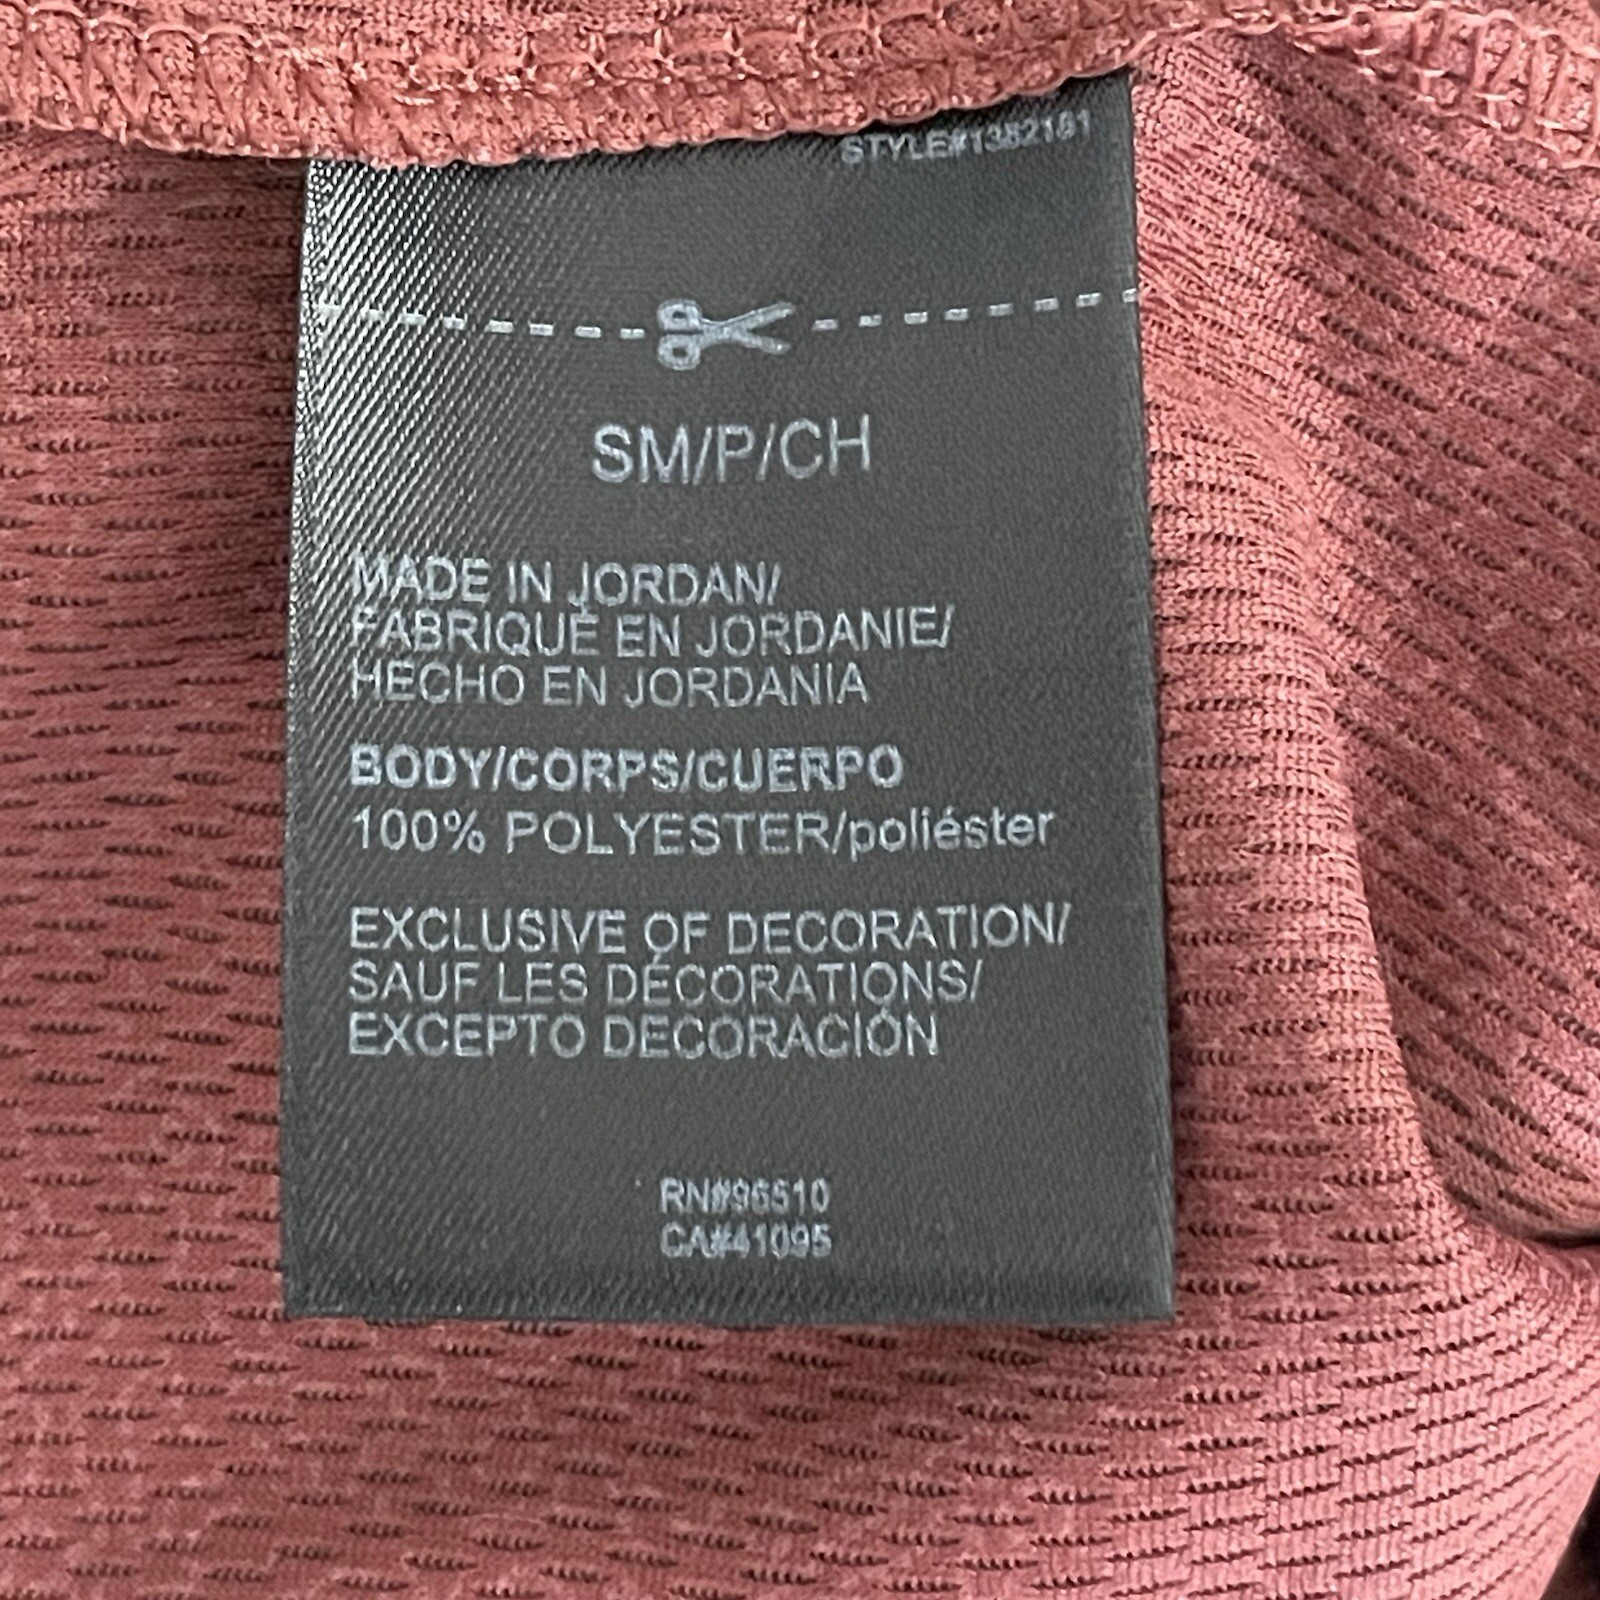 STYLE#1382181
SM/P/CH
MADE IN JORDAN/
FABRIQUÉ EN JORDANIE/
HECHO EN JORDANIA
BODY/CORPS/CUERPO
100% POLYESTER/poliéster
EXCLUSIVE OF DECORATION/
SAUF LES DÉCORATIONS/
EXCEPTO DECORACIÓN
RN#96510
CA#41095